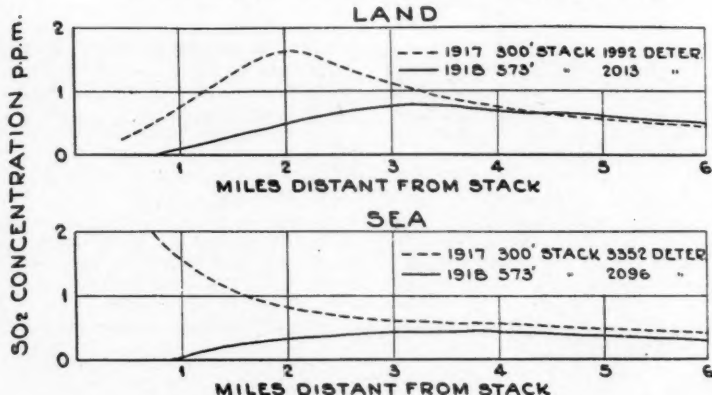 LAND
SO2 CONCENTRATION p.p.m.
2
1
0
1917 300' STACK 1992 DETER.
1918 573' " 2013 "
1 2 3 4 5 6
MILES DISTANT FROM STACK
SEA
2
1
0
1917 300' STACK 3352 DETER.
1918 573' " 2096 "
1 2 3 4 5 6
MILES DISTANT FROM STACK